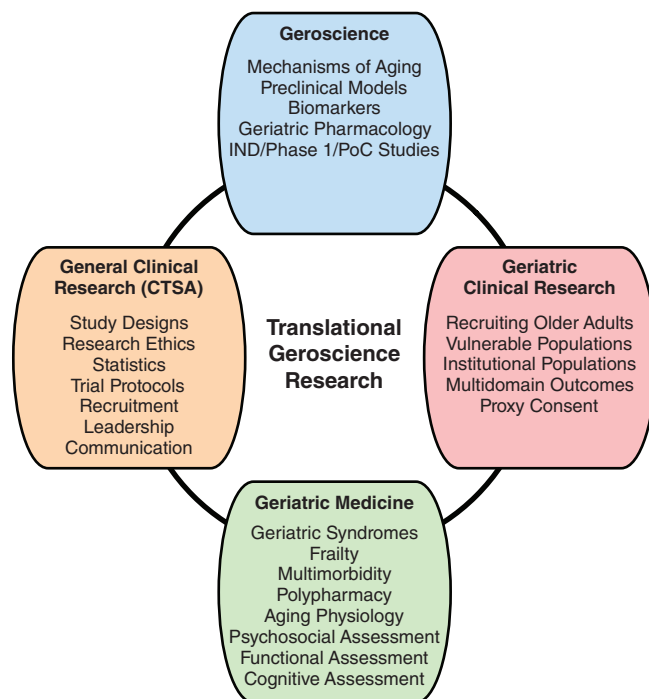 Geroscience
Mechanisms of Aging
Preclinical Models
Biomarkers
Geriatric Pharmacology
IND/Phase 1/PoC Studies
General Clinical
Research (CTSA)
Study Designs
Research Ethics
Statistics
Trial Protocols
Recruitment
Leadership
Communication
Translational
Geroscience
Research
Geriatric
Clinical Research
Recruiting Older Adults
Vulnerable Populations
Institutional Populations
Multidomain Outcomes
Proxy Consent
Geriatric Medicine
Geriatric Syndromes
Frailty
Multimorbidity
Polypharmacy
Aging Physiology
Psychosocial Assessment
Functional Assessment
Cognitive Assessment